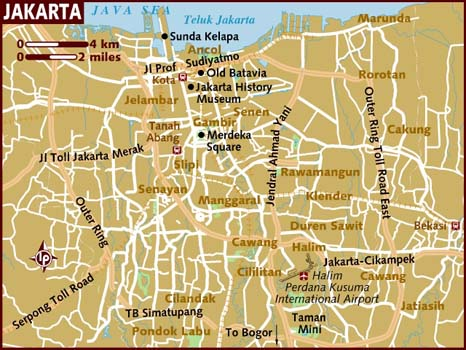 JAKARTA
JAVA SEA
Teluk Jakarta
Marunda
0
4 km
0
2 miles
Sunda Kelapa
Ancol
Jl Prof
Sudiyatmo
Kota
Old Batavia
Rorotan
Jelambar
Jakarta History
Museum
Gambir
Senen
Tanah
Abang
Merdeka
Square
Cakung
Jl Toll Jakarta Merak
Slipi
Jendral Ahmad Yani
Outer Ring Toll Road East
Rawamangun
Senayan
Manggarai
Klender
Outer Ring
Duren Sawit
Bekasi
Cawang
Halim
Jakarta-Cikampek
Cililitan
Halim
Perdana Kusuma
International Airport
Cawang
LP
Serpong Toll Road
Cilandak
TB Simatupang
Taman
Mini
Jatiasih
Pondok Labu
To Bogor